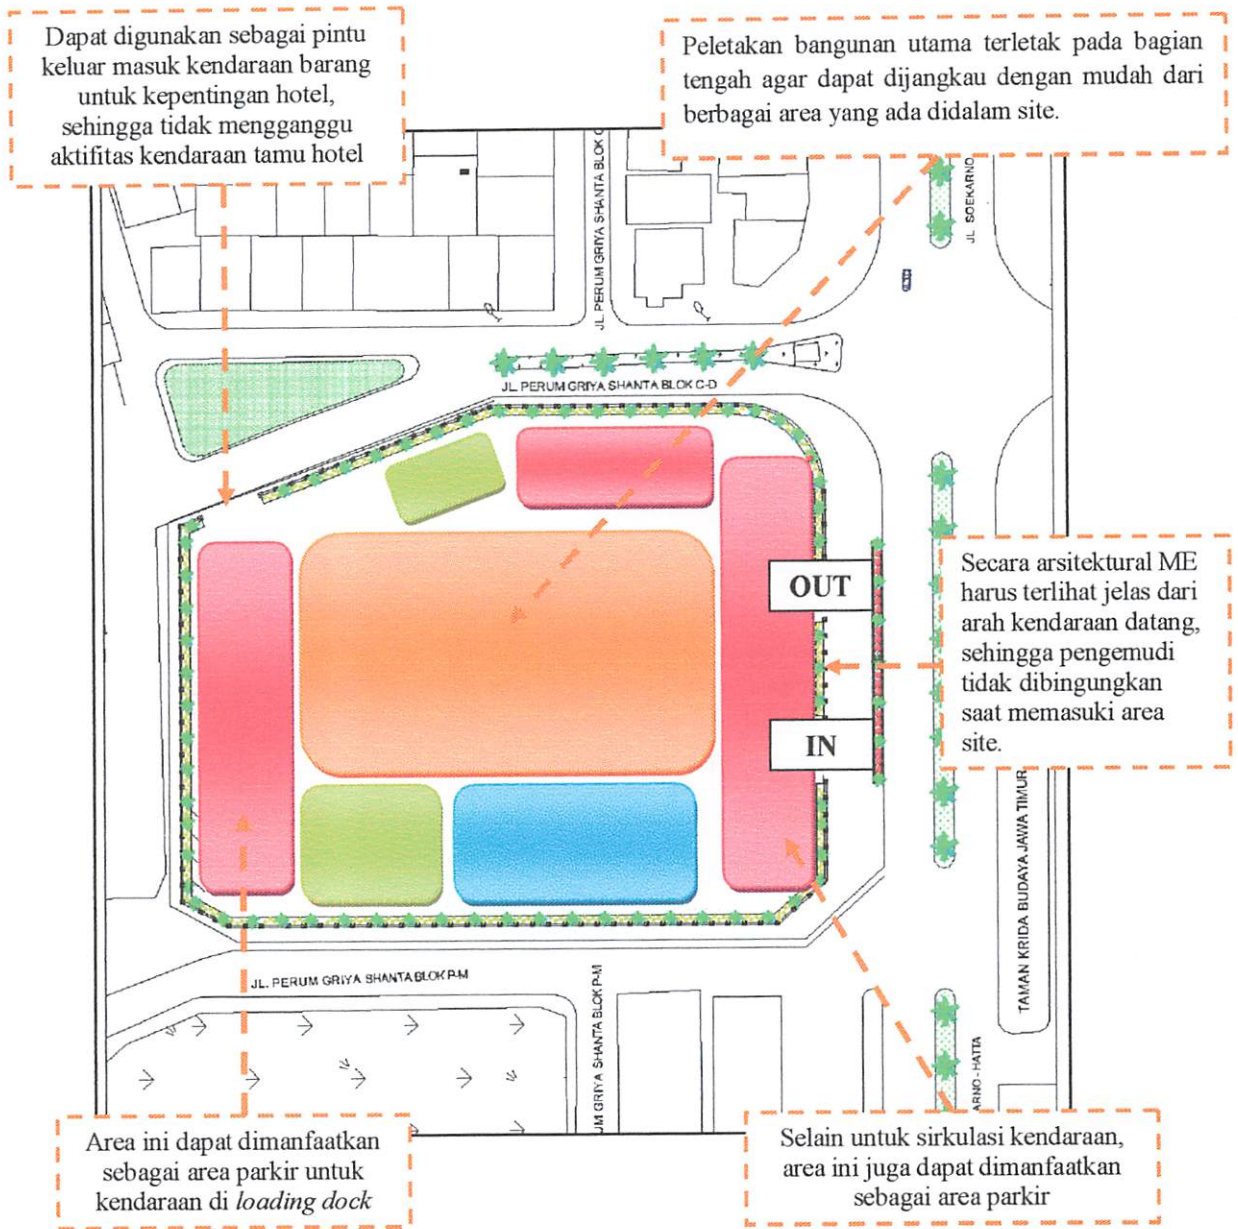 Dapat digunakan sebagai pintu
keluar masuk kendaraan barang
untuk kepentingan hotel,
sehingga tidak mengganggu
aktifitas kendaraan tamu hotel
Peletakan bangunan utama terletak pada bagian
tengah agar dapat dijangkau dengan mudah dari
berbagai area yang ada didalam site.
JL. PERUM GRIYA SHANTA BLOK C
JL. SOEKARNO
JL. PERUM GRIYA SHANTA BLOK C-D
OUT
IN
Secara arsitektural ME
harus terlihat jelas dari
arah kendaraan datang,
sehingga pengemudi
tidak dibingungkan
saat memasuki area
site.
TAMAN KRIDA BUDAYA JAWA TIMUR
JL. PERUM GRIYA SHANTA BLOK P-M
UM GRIYA SHANTA BLOK P-M
ARNO - HATTA
Area ini dapat dimanfaatkan
sebagai area parkir untuk
kendaraan di loading dock
Selain untuk sirkulasi kendaraan,
area ini juga dapat dimanfaatkan
sebagai area parkir